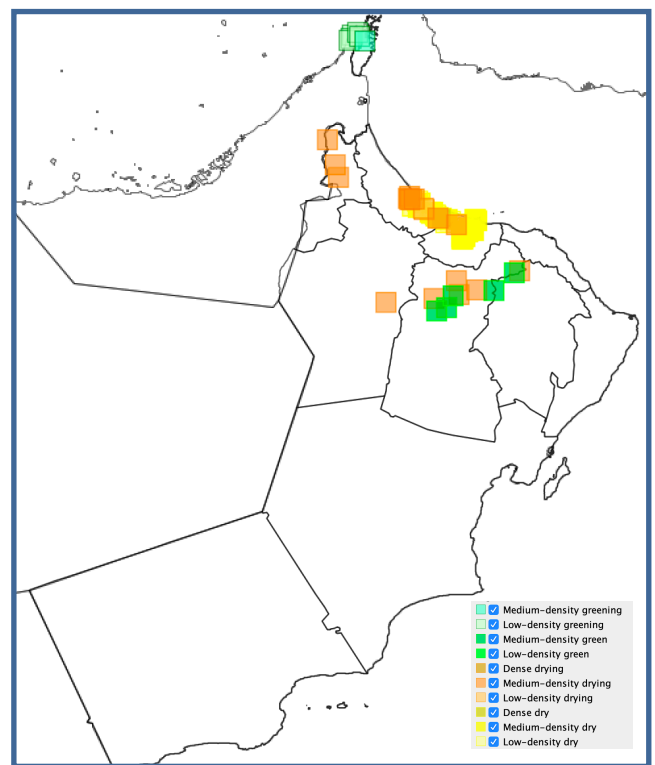 Medium-density greening
Low-density greening
Medium-density green
Low-density green
Dense drying
Medium-density drying
Low-density drying
Dense dry
Medium-density dry
Low-density dry